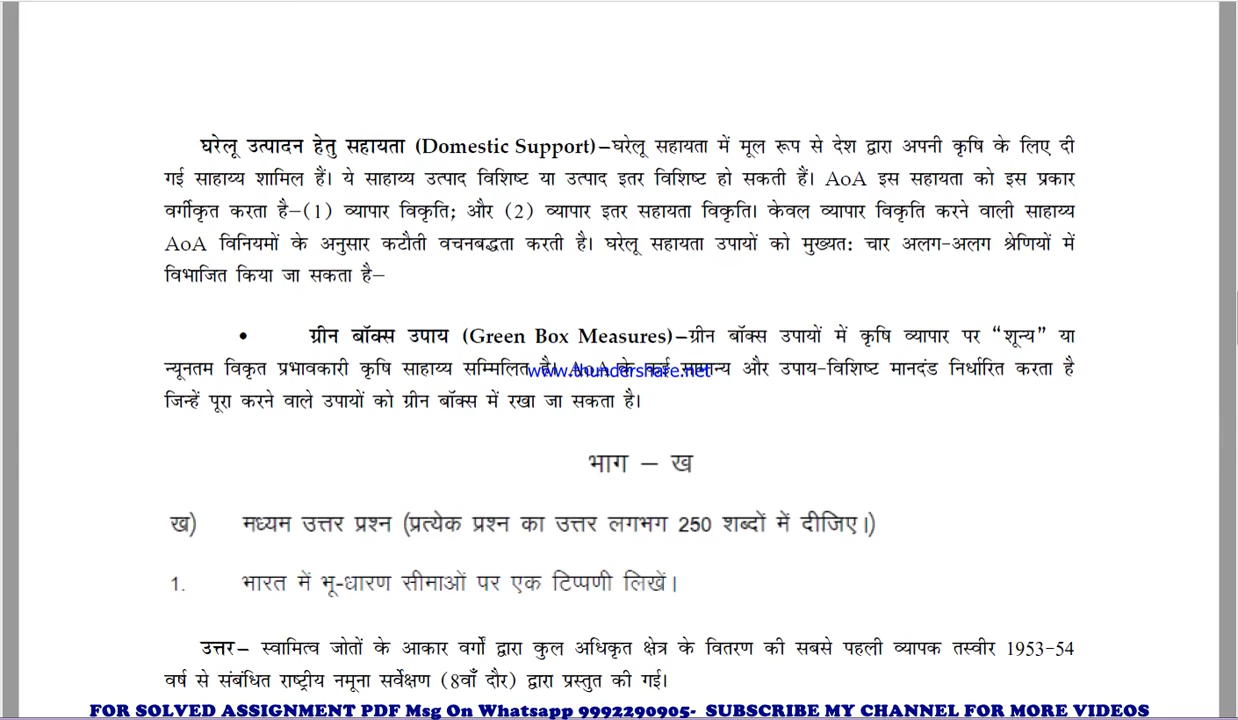 घरेलू उत्पादन हेतु सहायता (Domestic Support)–घरेलू सहायता में मूल रूप से देश द्वारा अपनी कृषि के लिए दी
गई साहाय्य शामिल हैं। ये साहाय्य उत्पाद विशिष्ट या उत्पाद इतर विशिष्ट हो सकती हैं। AoA इस सहायता को इस प्रकार
वर्गीकृत करता है–(1) व्यापार विकृति; और (2) व्यापार इतर सहायता विकृति। केवल व्यापार विकृति करने वाली साहाय्य
AoA विनियमों के अनुसार कटौती वचनबद्धता करती है। घरेलू सहायता उपायों को मुख्यत: चार अलग-अलग श्रेणियों में
विभाजित किया जा सकता है–
• ग्रीन बॉक्स उपाय (Green Box Measures)–ग्रीन बॉक्स उपायों में कृषि व्यापार पर “शून्य” या
न्यूनतम विकृत प्रभावकारी कृषि साहाय्य सम्मिलित है। AoA के कई सामान्य और उपाय-विशिष्ट मानदंड निर्धारित करता है
www.thundershare.net
जिन्हें पूरा करने वाले उपायों को ग्रीन बॉक्स में रखा जा सकता है।
भाग – ख
ख) मध्यम उत्तर प्रश्न (प्रत्येक प्रश्न का उत्तर लगभग 250 शब्दों में दीजिए।)
1. भारत में भू-धारण सीमाओं पर एक टिप्पणी लिखें।
उत्तर– स्वामित्व जोतों के आकार वर्गों द्वारा कुल अधिकृत क्षेत्र के वितरण की सबसे पहली व्यापक तस्वीर 1953-54
वर्ष से संबंधित राष्ट्रीय नमूना सर्वेक्षण (8वाँ दौर) द्वारा प्रस्तुत की गई।
FOR SOLVED ASSIGNMENT PDF Msg On Whatsapp 9992290905- SUBSCRIBE MY CHANNEL FOR MORE VIDEOS